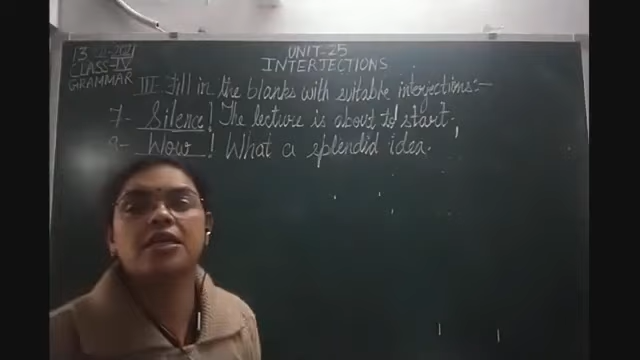 UNIT-25
INTERJECTIONS
CLASS-IV
GRAMMAR
III. Fill in the blanks with suitable interjections:-
7- Silence! The lecture is about to start.
8- Wow! What a splendid idea.